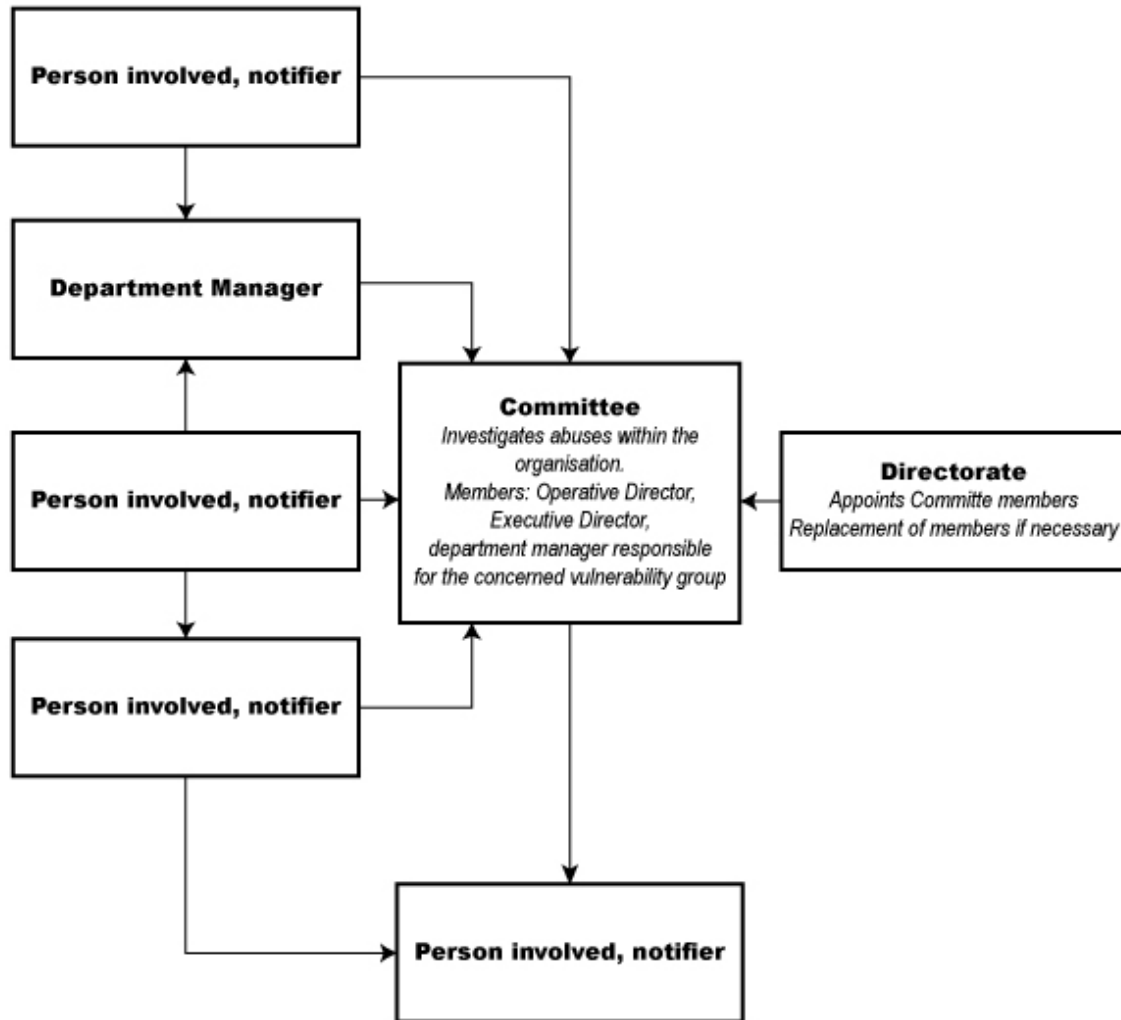 Person involved, notifier
Department Manager
Person involved, notifier
Person involved, notifier
Committee
Investigates abuses within the
organisation.
Members: Operative Director,
Executive Director,
department manager responsible
for the concerned vulnerability group
Directorate
Appoints Committe members
Replacement of members if necessary
Person involved, notifier